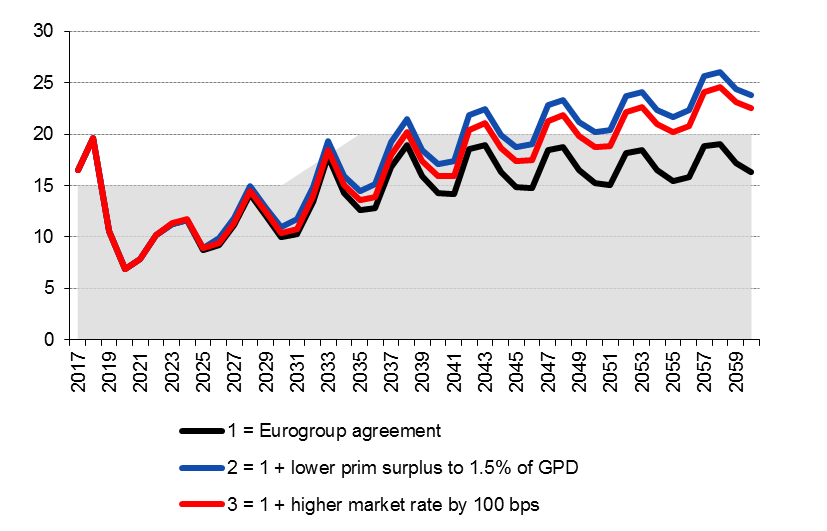 30
25
20
15
10
5
0
2017 2019 2021 2023 2025 2027 2029 2031 2033 2035 2037 2039 2041 2043 2045 2047 2049 2051 2053 2055 2057 2059
1 = Eurogroup agreement
2 = 1 + lower prim surplus to 1.5% of GPD
3 = 1 + higher market rate by 100 bps